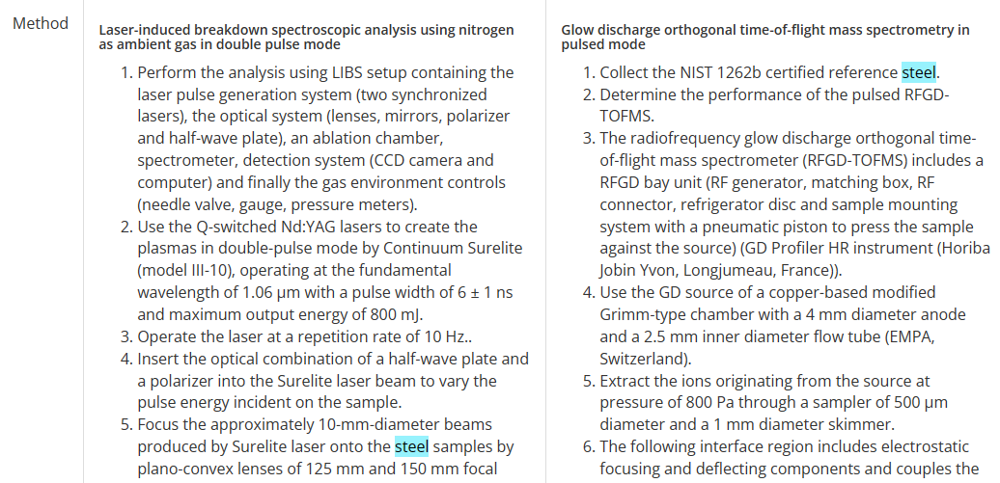 Method
Laser-induced breakdown spectroscopic analysis using nitrogen
as ambient gas in double pulse mode
1. Perform the analysis using LIBS setup containing the
laser pulse generation system (two synchronized
lasers), the optical system (lenses, mirrors, polarizer
and half-wave plate), an ablation chamber,
spectrometer, detection system (CCD camera and
computer) and finally the gas environment controls
(needle valve, gauge, pressure meters).
2. Use the Q-switched Nd:YAG lasers to create the
plasmas in double-pulse mode by Continuum Surelite
(model III-10), operating at the fundamental
wavelength of 1.06 μm with a pulse width of 6 ± 1 ns
and maximum output energy of 800 mJ.
3. Operate the laser at a repetition rate of 10 Hz..
4. Insert the optical combination of a half-wave plate and
a polarizer into the Surelite laser beam to vary the
pulse energy incident on the sample.
5. Focus the approximately 10-mm-diameter beams
produced by Surelite laser onto the steel samples by
plano-convex lenses of 125 mm and 150 mm focal
Glow discharge orthogonal time-of-flight mass spectrometry in
pulsed mode
1. Collect the NIST 1262b certified reference steel.
2. Determine the performance of the pulsed RFGD-
TOFMS.
3. The radiofrequency glow discharge orthogonal time-
of-flight mass spectrometer (RFGD-TOFMS) includes a
RFGD bay unit (RF generator, matching box, RF
connector, refrigerator disc and sample mounting
system with a pneumatic piston to press the sample
against the source) (GD Profiler HR instrument (Horiba
Jobin Yvon, Longjumeau, France)).
4. Use the GD source of a copper-based modified
Grimm-type chamber with a 4 mm diameter anode
and a 2.5 mm inner diameter flow tube (EMPA,
Switzerland).
5. Extract the ions originating from the source at
pressure of 800 Pa through a sampler of 500 μm
diameter and a 1 mm diameter skimmer.
6. The following interface region includes electrostatic
focusing and deflecting components and couples the